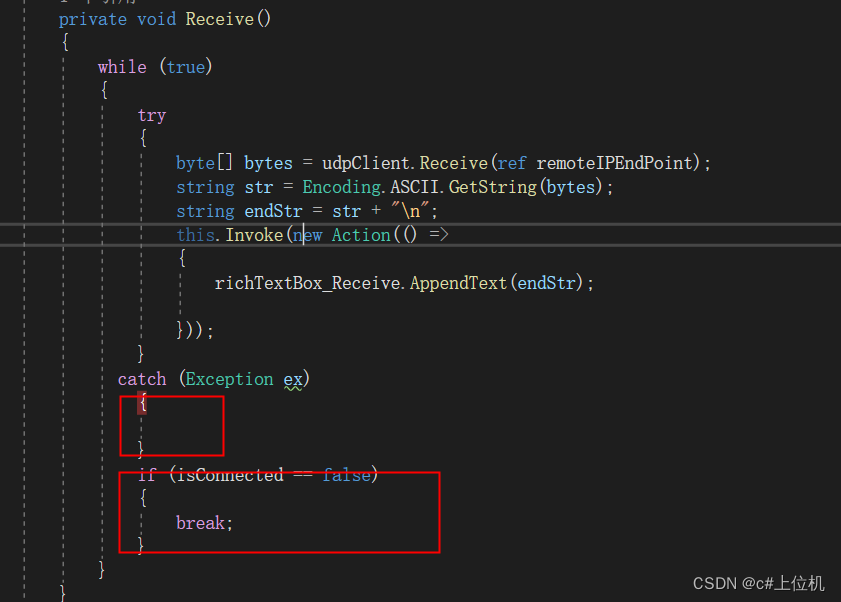 private void Receive()
{
while (true)
{
try
{
byte[] bytes = udpClient.Receive(ref remoteIPEndPoint);
string str = Encoding.ASCII.GetString(bytes);
string endStr = str + "\n";
this.Invoke(new Action(() =>
{
richTextBox_Receive.AppendText(endStr);
}));
}
catch (Exception ex)
{
}
if (isConnected == false)
{
break;
}
}
}
CSDN @c#上位机